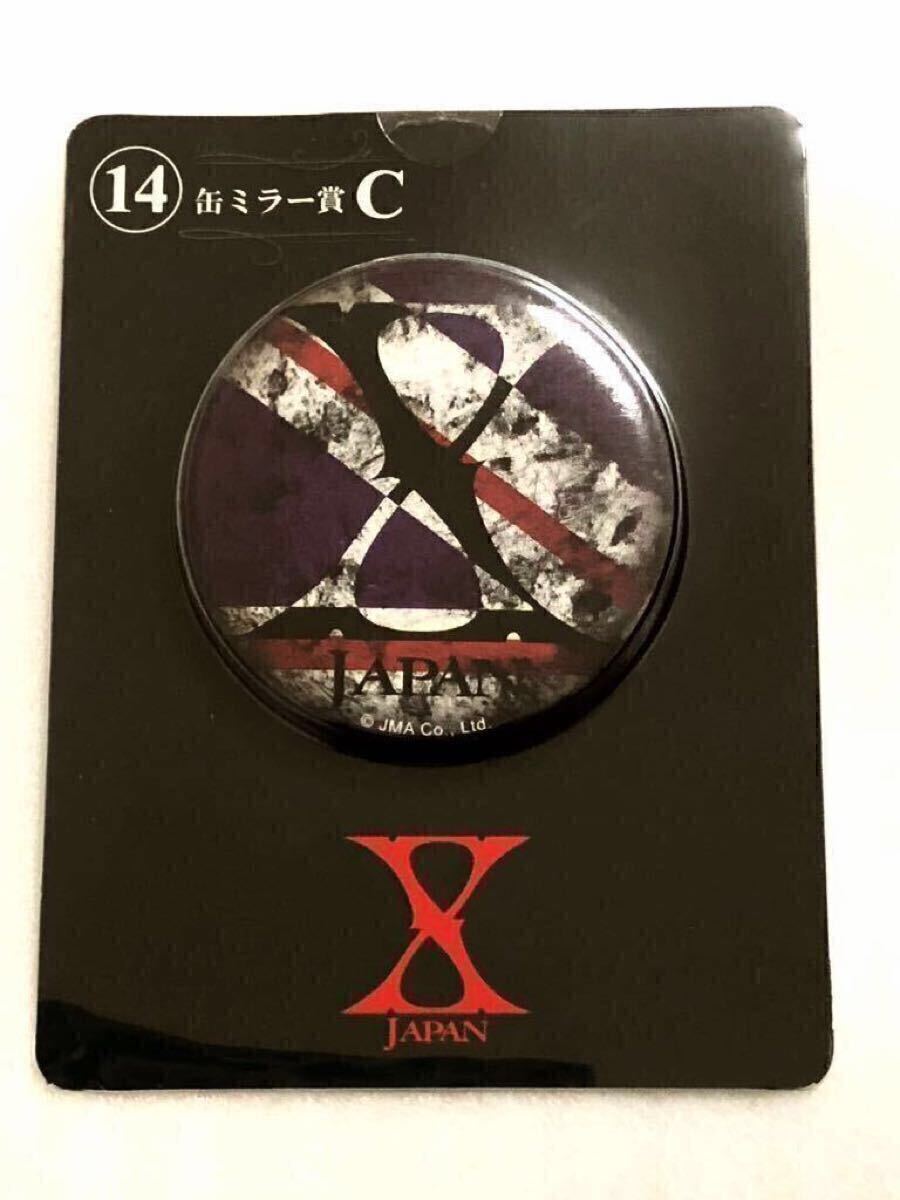 14 缶ミラー賞 C
X
JAPAN
© JMA Co., Ltd.
X
JAPAN